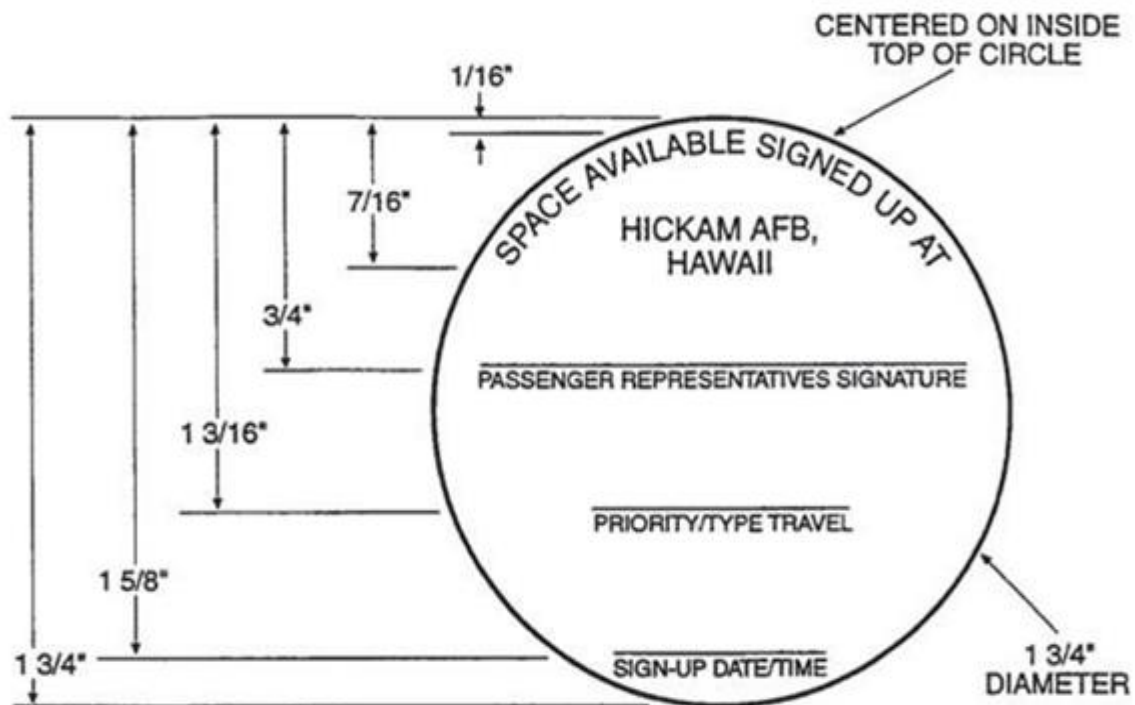 CENTERED ON INSIDE
TOP OF CIRCLE
1/16"
SPACE AVAILABLE SIGNED UP AT
7/16"
HICKAM AFB,
HAWAII
3/4"
PASSENGER REPRESENTATIVES SIGNATURE
1 3/16"
PRIORITY/TYPE TRAVEL
1 5/8"
1 3/4"
SIGN-UP DATE/TIME
1 3/4"
DIAMETER